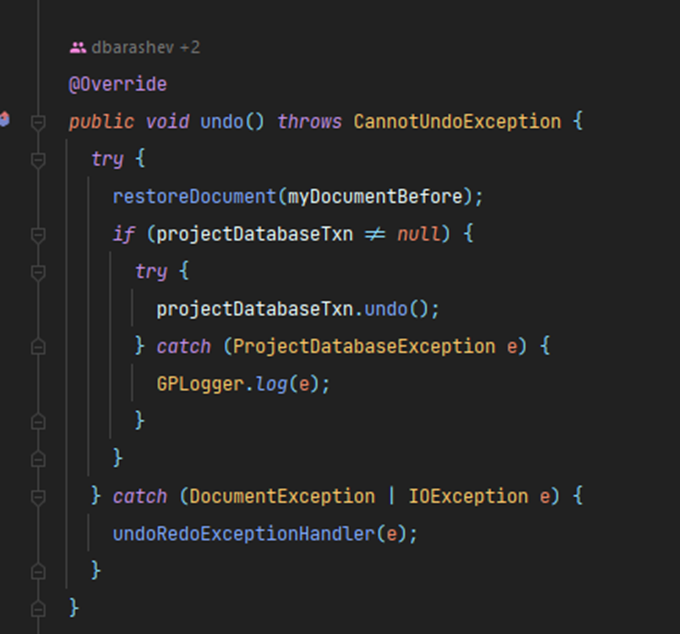 dbarashev +2
@Override
public void undo() throws CannotUndoException {
try {
restoreDocument(myDocumentBefore);
if (projectDatabaseTxn ≠ null) {
try {
projectDatabaseTxn.undo();
} catch (ProjectDatabaseException e) {
GPLogger.log(e);
}
}
} catch (DocumentException | IOException e) {
undoRedoExceptionHandler(e);
}
}